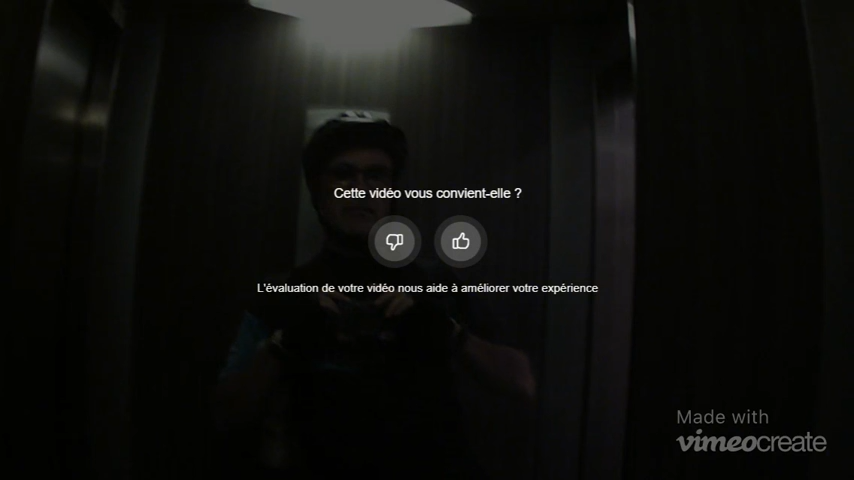 Cette vidéo vous convient-elle ?
L'évaluation de votre vidéo nous aide à améliorer votre expérience
Made with
vimeocreate